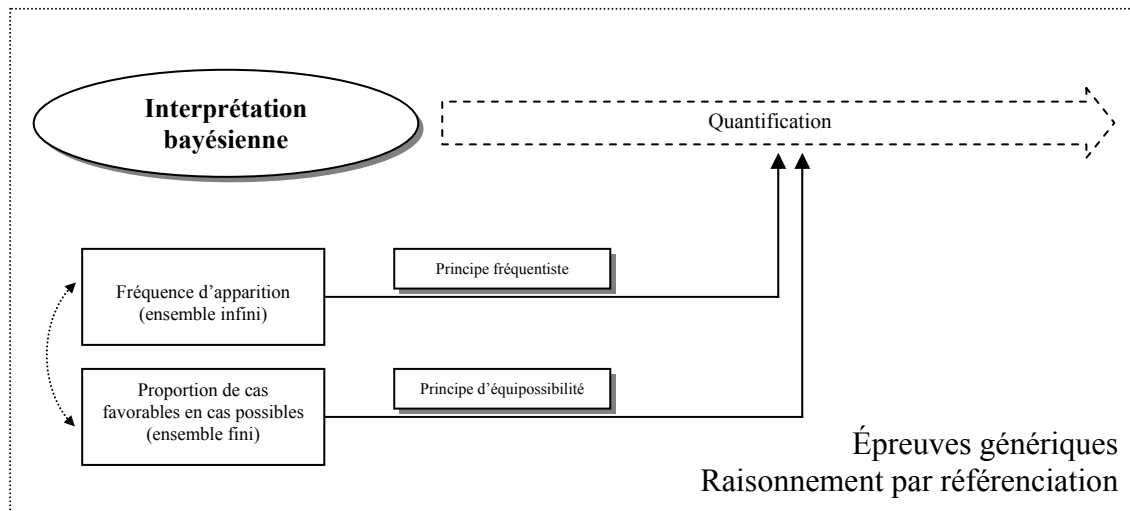 Interprétation
bayésienne
Quantification
Principe fréquentiste
Fréquence d'apparition
(ensemble infini)
Principe d'équipossibilité
Proportion de cas
favorables en cas possibles
(ensemble fini)
Épreuves génériques
Raisonnement par référenciation